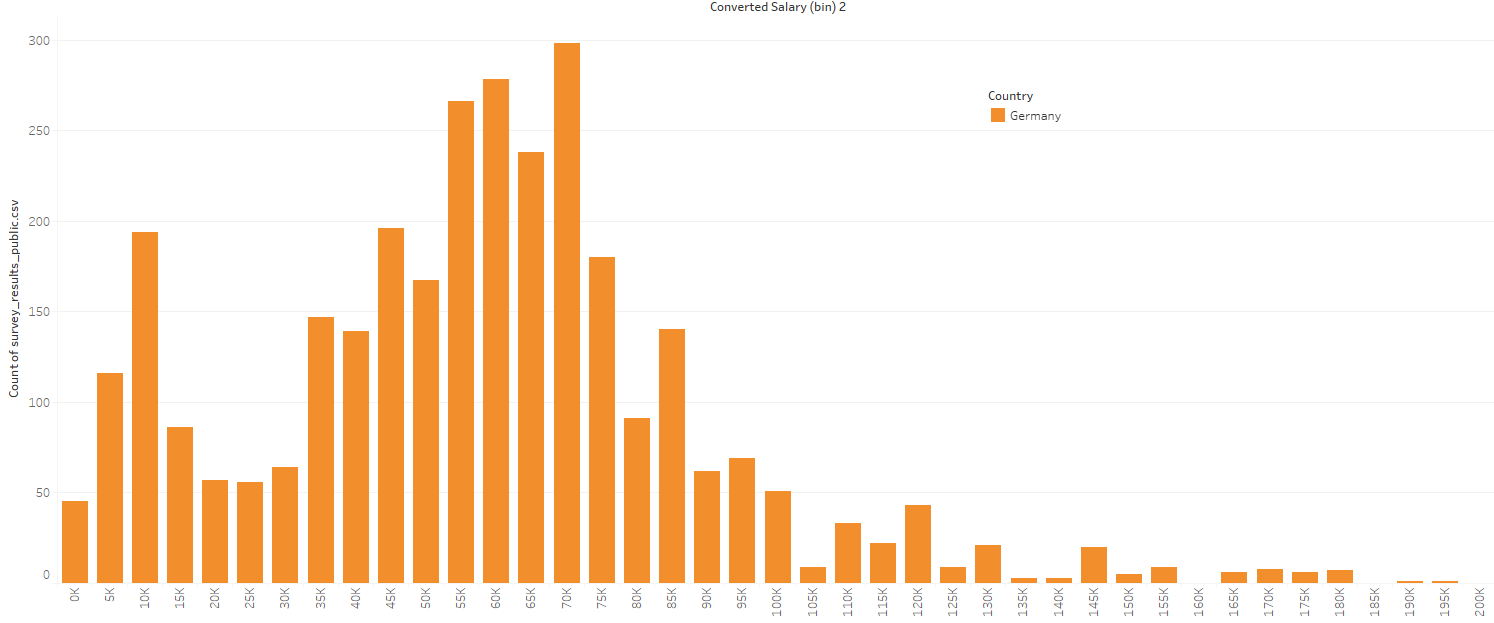 Converted Salary (bin) 2
Count of survey_results_public.csv
300
250
200
150
100
50
0
Country
Germany
0K 5K 10K 15K 20K 25K 30K 35K 40K 45K 50K 55K 60K 65K 70K 75K 80K 85K 90K 95K 100K 105K 110K 115K 120K 125K 130K 135K 140K 145K 150K 155K 160K 165K 170K 175K 180K 185K 190K 195K 200K